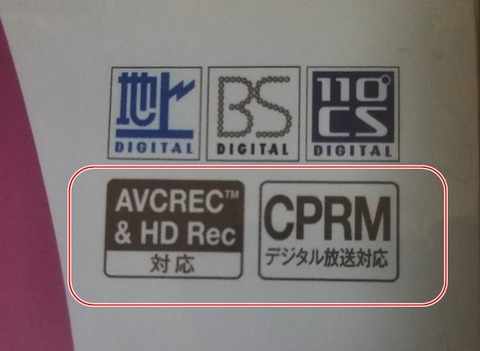 地上
DIGITAL
BS
DIGITAL
110°
CS
DIGITAL
AVCREC™
& HD Rec
対応
CPRM
デジタル放送対応